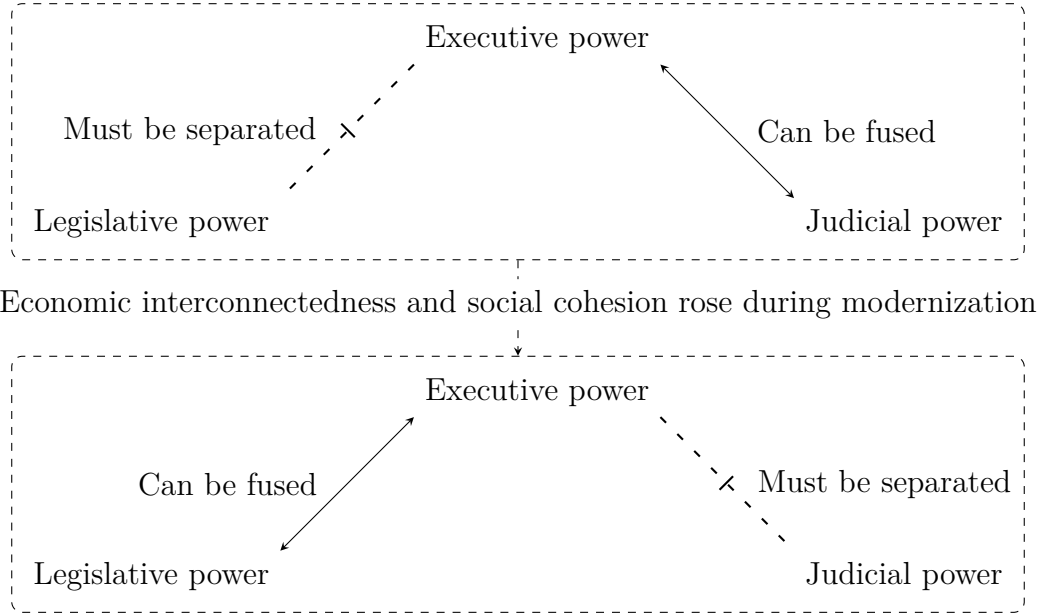 Executive power
Must be separated
Can be fused
Legislative power
Judicial power
Economic interconnectedness and social cohesion rose during modernization
Executive power
Can be fused
Must be separated
Legislative power
Judicial power